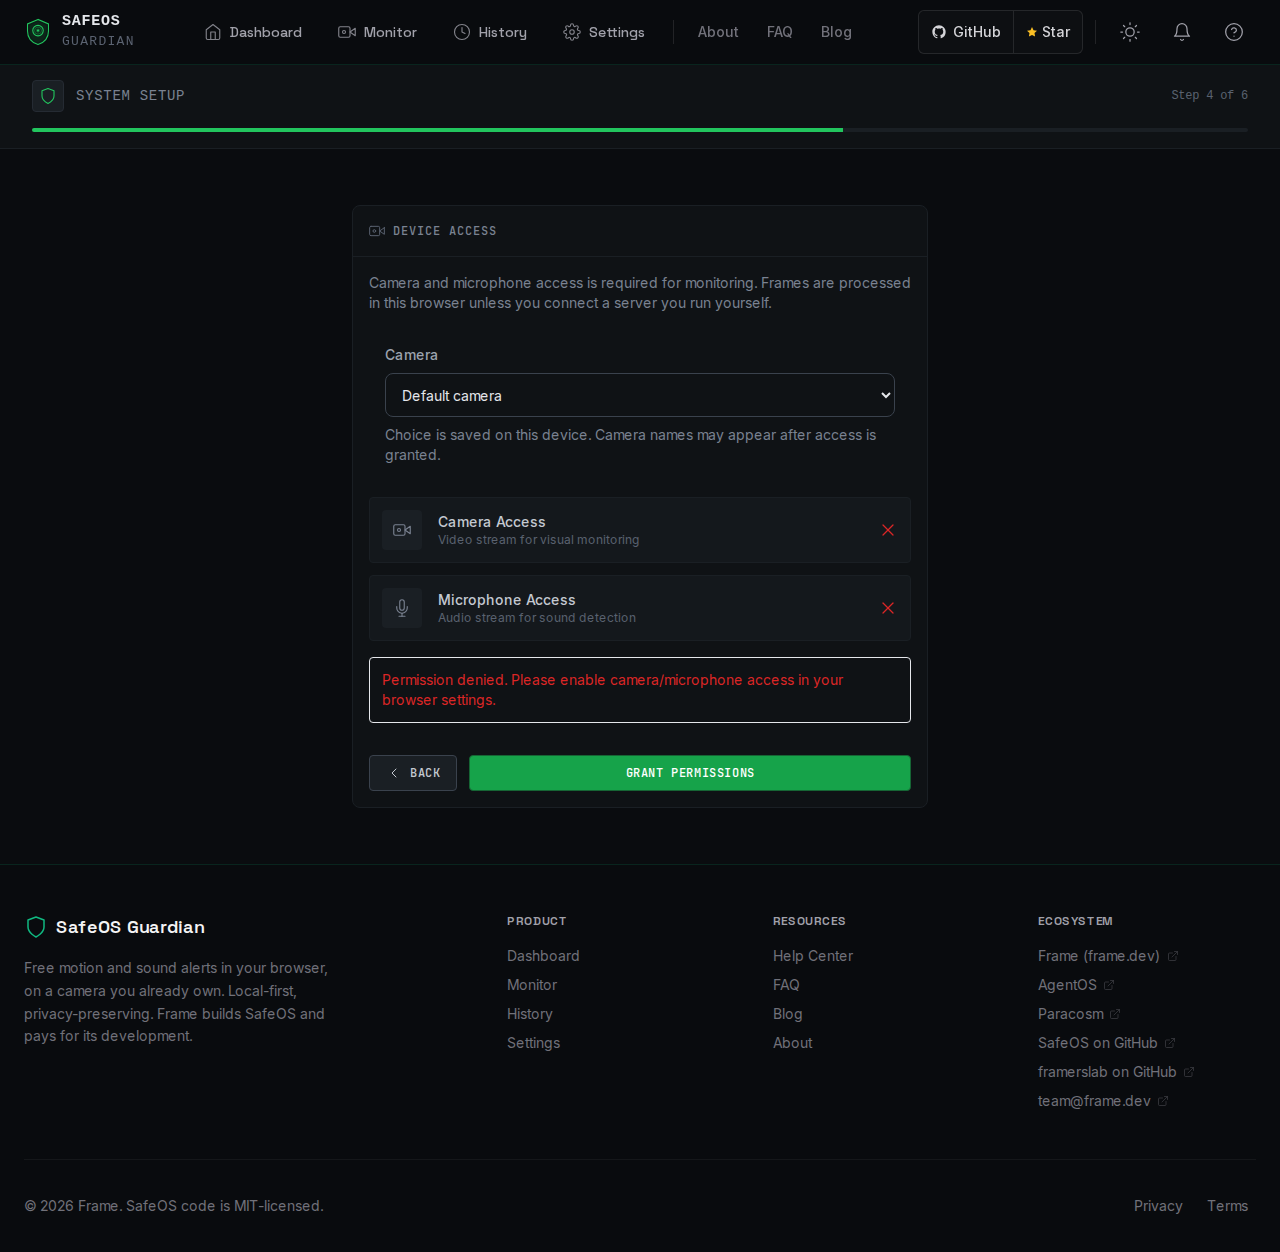 SAFEOS
GUARDIAN
Dashboard
Monitor
History
Settings
About
FAQ
Blog
GitHub
Star
SYSTEM SETUP
Step 4 of 6
DEVICE ACCESS
Camera and microphone access is required for monitoring. Frames are processed
in this browser unless you connect a server you run yourself.
Camera
Default camera
Choice is saved on this device. Camera names may appear after access is
granted.
Camera Access
Video stream for visual monitoring
Microphone Access
Audio stream for sound detection
Permission denied. Please enable camera/microphone access in your
browser settings.
BACK
GRANT PERMISSIONS
SafeOS Guardian
Free motion and sound alerts in your browser,
on a camera you already own. Local-first,
privacy-preserving. Frame builds SafeOS and
pays for its development.
PRODUCT
Dashboard
Monitor
History
Settings
RESOURCES
Help Center
FAQ
Blog
About
ECOSYSTEM
Frame (frame.dev)
AgentOS
Paracosm
SafeOS on GitHub
framerslab on GitHub
team@frame.dev
© 2026 Frame. SafeOS code is MIT-licensed.
Privacy
Terms